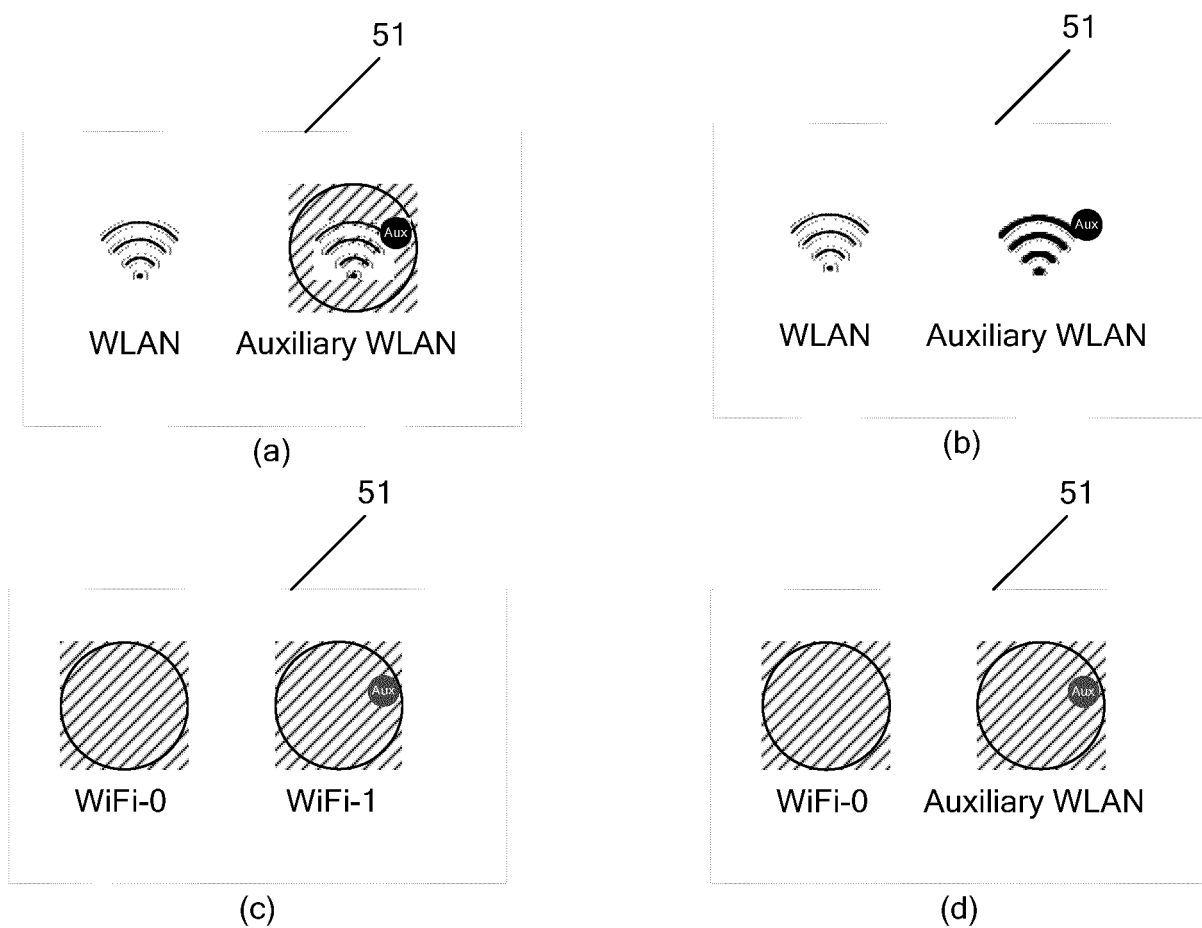 51
51
Aux
Aux
WLAN
Auxiliary WLAN
WLAN
Auxiliary WLAN
(a)
(b)
51
51
Aux
Aux
WiFi-0
WiFi-1
WiFi-0
Auxiliary WLAN
(c)
(d)